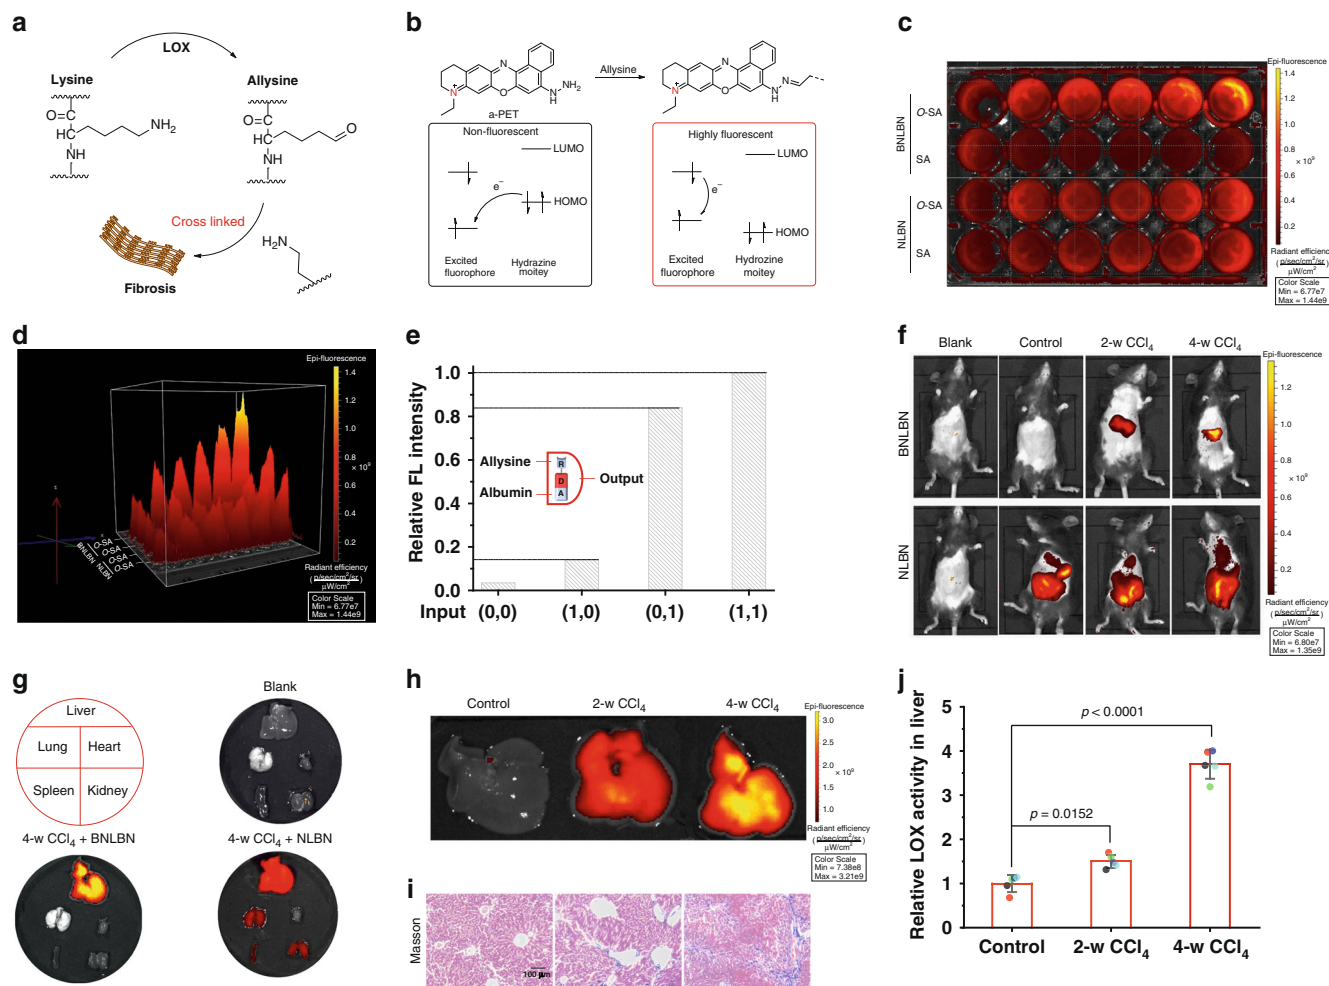 a
LOX
Lysine
Allysine
O
C
CH
NH
NH₂
O
C
HC
NH
O
Cross linked
H₂N
Fibrosis
b
N
N⁺
O
N
H
NH₂
a-PET
Allysine
N
N⁺
O
N
H
N
Non-fluorescent
LUMO
e⁻
HOMO
Excited fluorophore
Hydrazine moitey
Highly fluorescent
LUMO
e⁻
HOMO
Excited fluorophore
Hydrozine moitey
c
BNLBN
O-SA
SA
NLBN
O-SA
SA
Epi-fluorescence
1.4
1.2
1.0
0.8
× 10⁹
0.6
0.4
0.2
Radiant efficiency
(p/sec/cm²/sr / µW/cm²)
Color Scale
Min = 6.77e7
Max = 1.44e9
d
BNLBN
NLBN
O-SA
O-SA
O-SA
O-SA
Epi-fluorescence
1.4
1.2
1.0
0.8
× 10⁹
0.6
0.4
0.2
Radiant efficiency
(p/sec/cm²/sr / µW/cm²)
Color Scale
Min = 6.77e7
Max = 1.44e9
e
Relative FL intensity
1.0
0.8
0.6
0.4
0.2
0.0
Allysine
Albumin
R
D
A
Output
Input
(0,0)
(1,0)
(0,1)
(1,1)
f
Blank
Control
2-w CCl₄
4-w CCl₄
BNLBN
NLBN
Epi-fluorescence
1.2
1.0
0.8
× 10⁹
0.6
0.4
0.2
Radiant efficiency
(p/sec/cm²/sr / µW/cm²)
Color Scale
Min = 6.80e7
Max = 1.35e9
g
Liver
Lung
Heart
Spleen
Kidney
Blank
4-w CCl₄ + BNLBN
4-w CCl₄ + NLBN
h
Control
2-w CCl₄
4-w CCl₄
Epi-fluorescence
3.0
2.5
2.0
× 10⁹
1.5
1.0
Radiant efficiency
(p/sec/cm²/sr / µW/cm²)
Color Scale
Min = 7.38e8
Max = 3.21e9
i
Masson
100 µm
j
Relative LOX activity in liver
5
4
3
2
1
0
p < 0.0001
p = 0.0152
Control
2-w CCl₄
4-w CCl₄